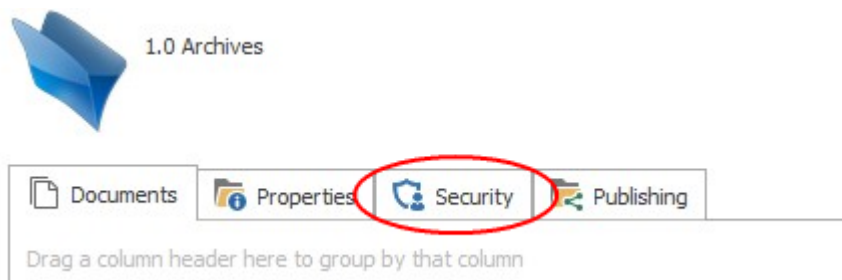 1.0 Archives
Documents Properties Security Publishing
Drag a column header here to group by that column